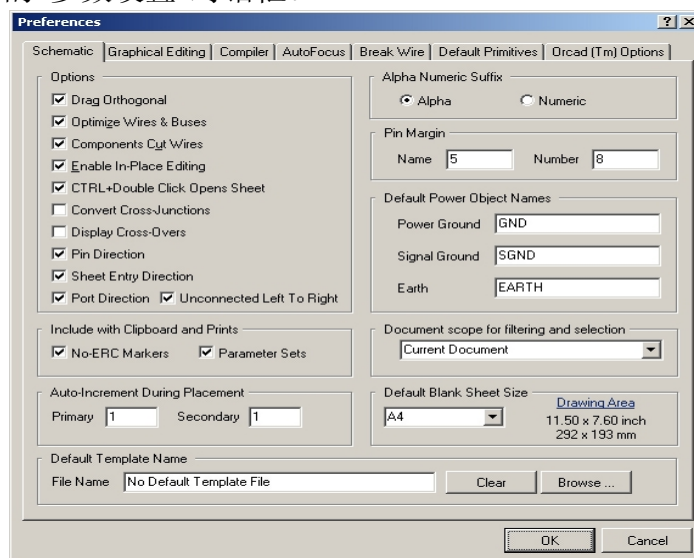 Preferences
Schematic Graphical Editing Compiler AutoFocus Break Wire Default Primitives Orcad (Tm) Options
Options
Drag Orthogonal
Optimize Wires & Buses
Components Cut Wires
Enable In-Place Editing
CTRL+Double Click Opens Sheet
Convert Cross-Junctions
Display Cross-Overs
Pin Direction
Sheet Entry Direction
Port Direction Unconnected Left To Right
Alpha Numeric Suffix
Alpha Numeric
Pin Margin
Name 5 Number 8
Default Power Object Names
Power Ground GND
Signal Ground SGND
Earth EARTH
Include with Clipboard and Prints
No-ERC Markers Parameter Sets
Document scope for filtering and selection
Current Document
Auto-Increment During Placement
Primary 1 Secondary 1
Default Blank Sheet Size
A4
Drawing Area
11.50 x 7.60 inch
292 x 193 mm
Default Template Name
File Name No Default Template File Clear Browse ...
OK Cancel